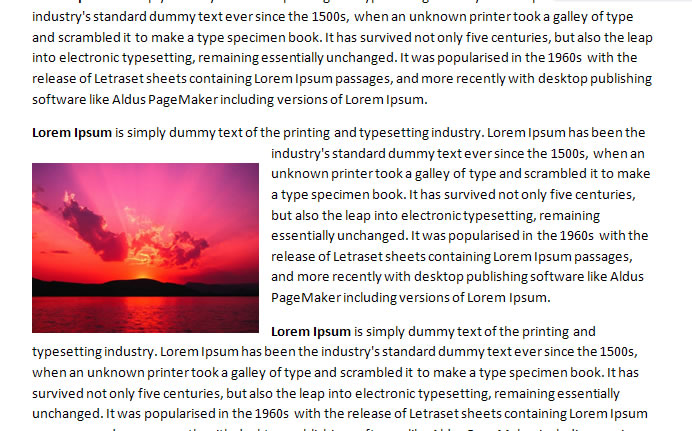 industry's standard dummy text ever since the 1500s, when an unknown printer took a galley of type
and scrambled it to make a type specimen book. It has survived not only five centuries, but also the leap
into electronic typesetting, remaining essentially unchanged. It was popularised in the 1960s with the
release of Letraset sheets containing Lorem Ipsum passages, and more recently with desktop publishing
software like Aldus PageMaker including versions of Lorem Ipsum.
Lorem Ipsum is simply dummy text of the printing and typesetting industry. Lorem Ipsum has been the
industry's standard dummy text ever since the 1500s, when an
unknown printer took a galley of type and scrambled it to make
a type specimen book. It has survived not only five centuries,
but also the leap into electronic typesetting, remaining
essentially unchanged. It was popularised in the 1960s with the
release of Letraset sheets containing Lorem Ipsum passages,
and more recently with desktop publishing software like Aldus
PageMaker including versions of Lorem Ipsum.
Lorem Ipsum is simply dummy text of the printing and
typesetting industry. Lorem Ipsum has been the industry's standard dummy text ever since the 1500s,
when an unknown printer took a galley of type and scrambled it to make a type specimen book. It has
survived not only five centuries, but also the leap into electronic typesetting, remaining essentially
unchanged. It was popularised in the 1960s with the release of Letraset sheets containing Lorem Ipsum